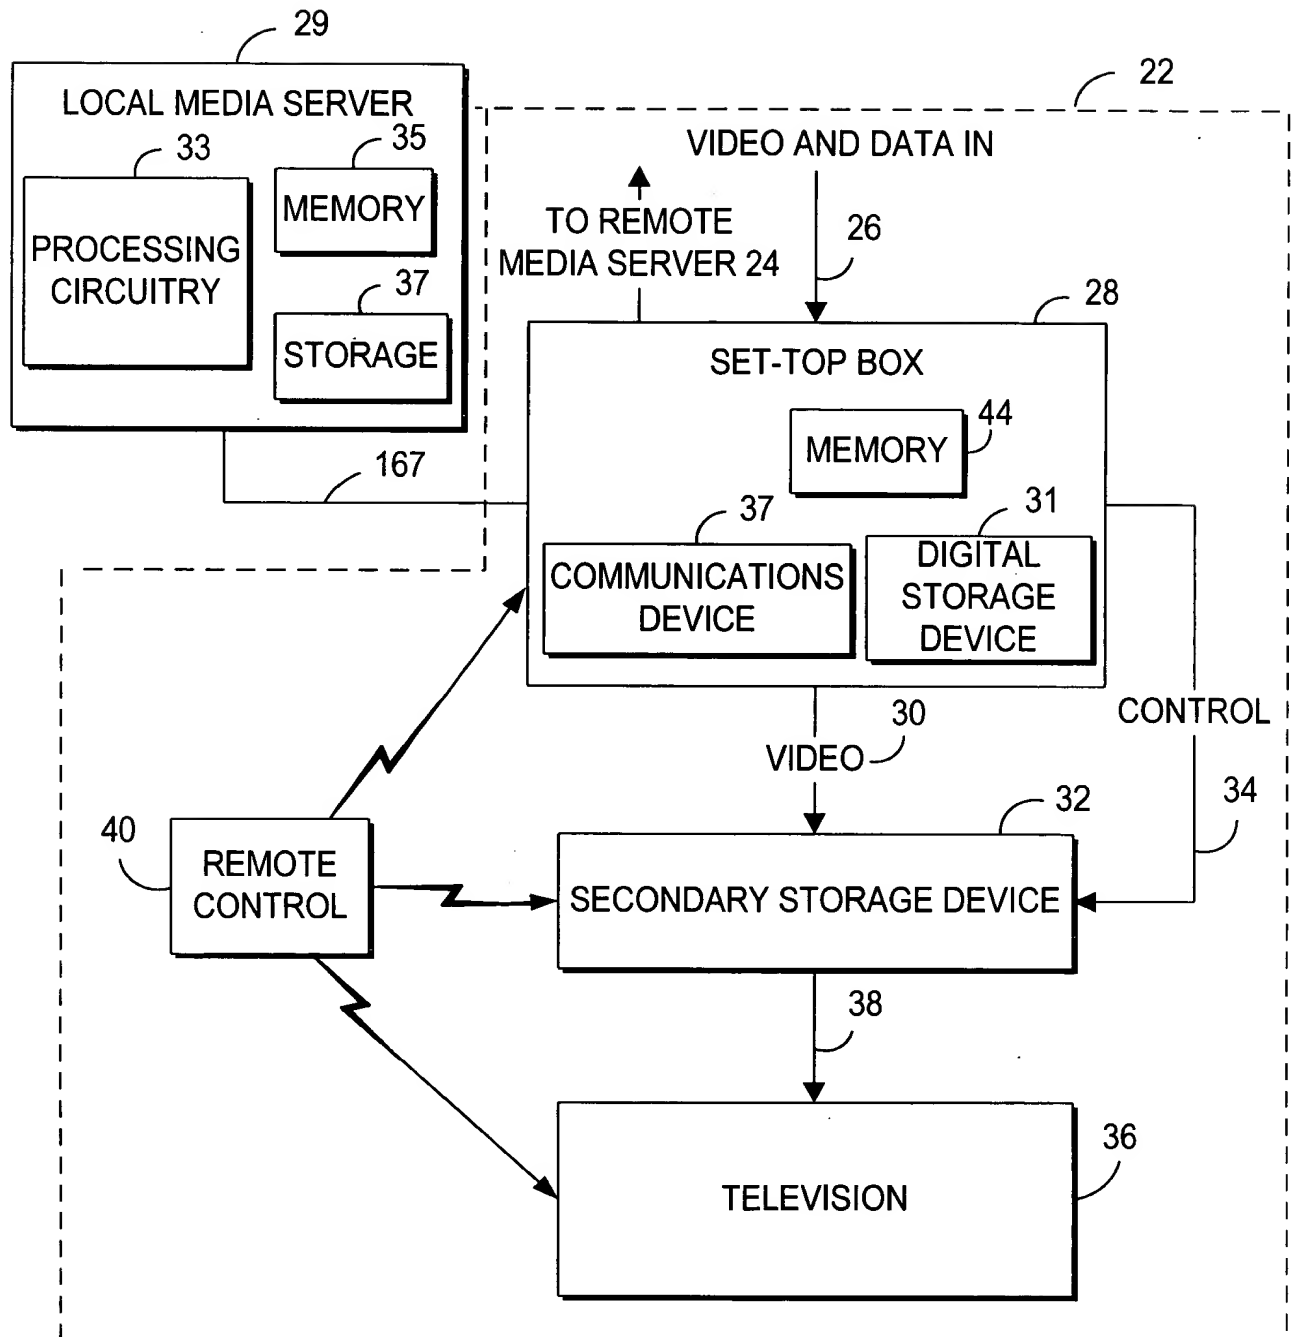 29
LOCAL MEDIA SERVER
33
35
PROCESSING
CIRCUITRY
MEMORY
37
STORAGE
167
22
VIDEO AND DATA IN
TO REMOTE
MEDIA SERVER 24
26
28
SET-TOP BOX
44
MEMORY
37
COMMUNICATIONS
DEVICE
31
DIGITAL
STORAGE
DEVICE
30
VIDEO
CONTROL
34
32
SECONDARY STORAGE DEVICE
40
REMOTE
CONTROL
38
36
TELEVISION